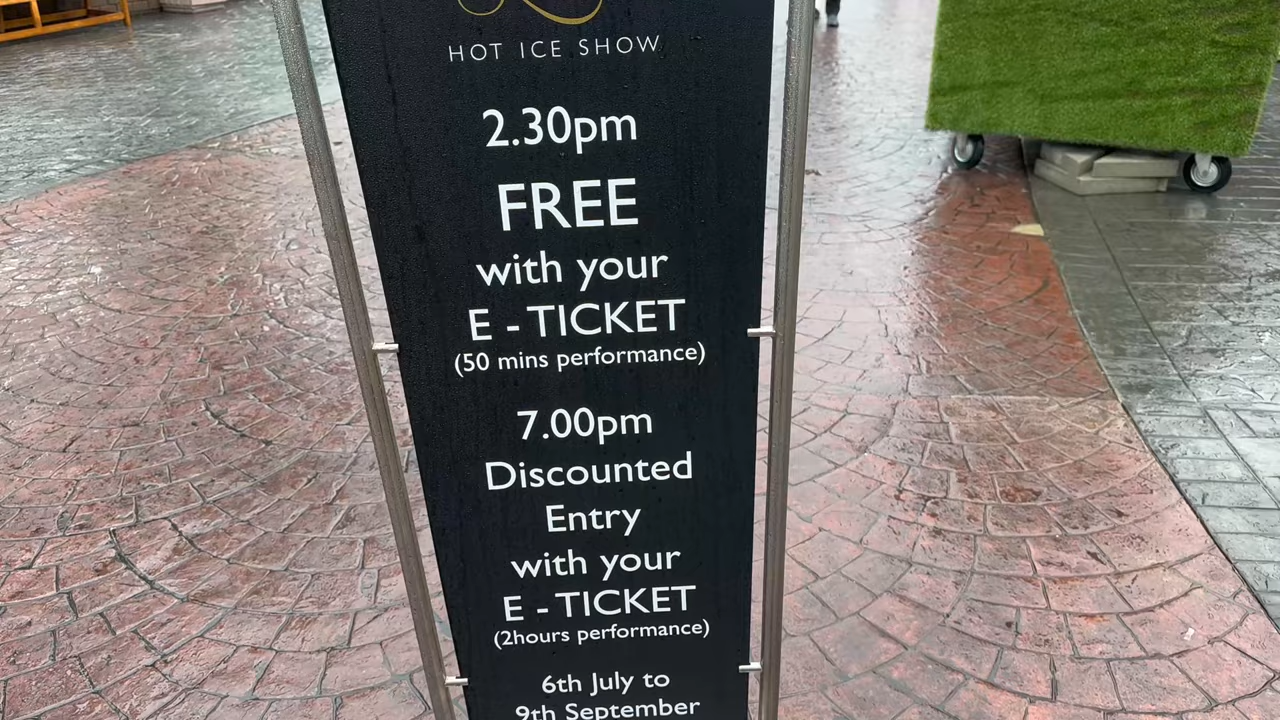 HOT ICE SHOW
2.30pm
FREE
with your
E - TICKET
(50 mins performance)
7.00pm
Discounted
Entry
with your
E - TICKET
(2hours performance)
6th July to
9th September